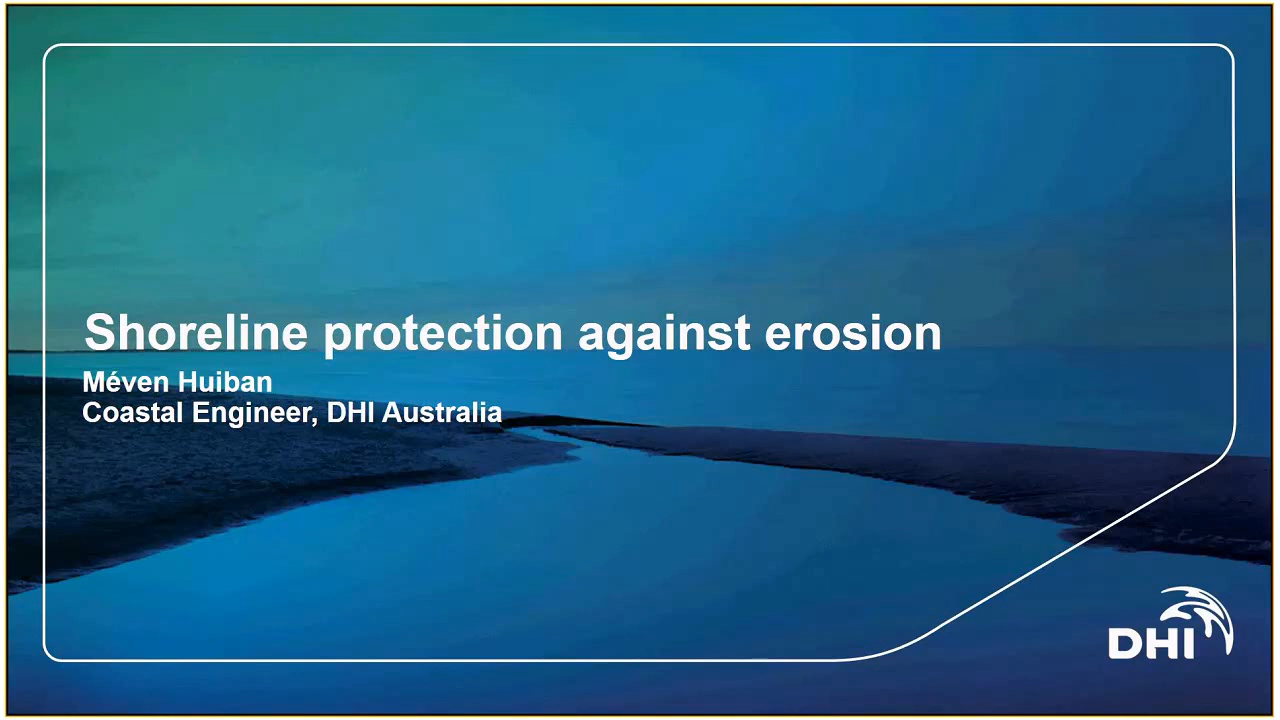 Shoreline protection against erosion
Méven Huiban
Coastal Engineer, DHI Australia
DHI